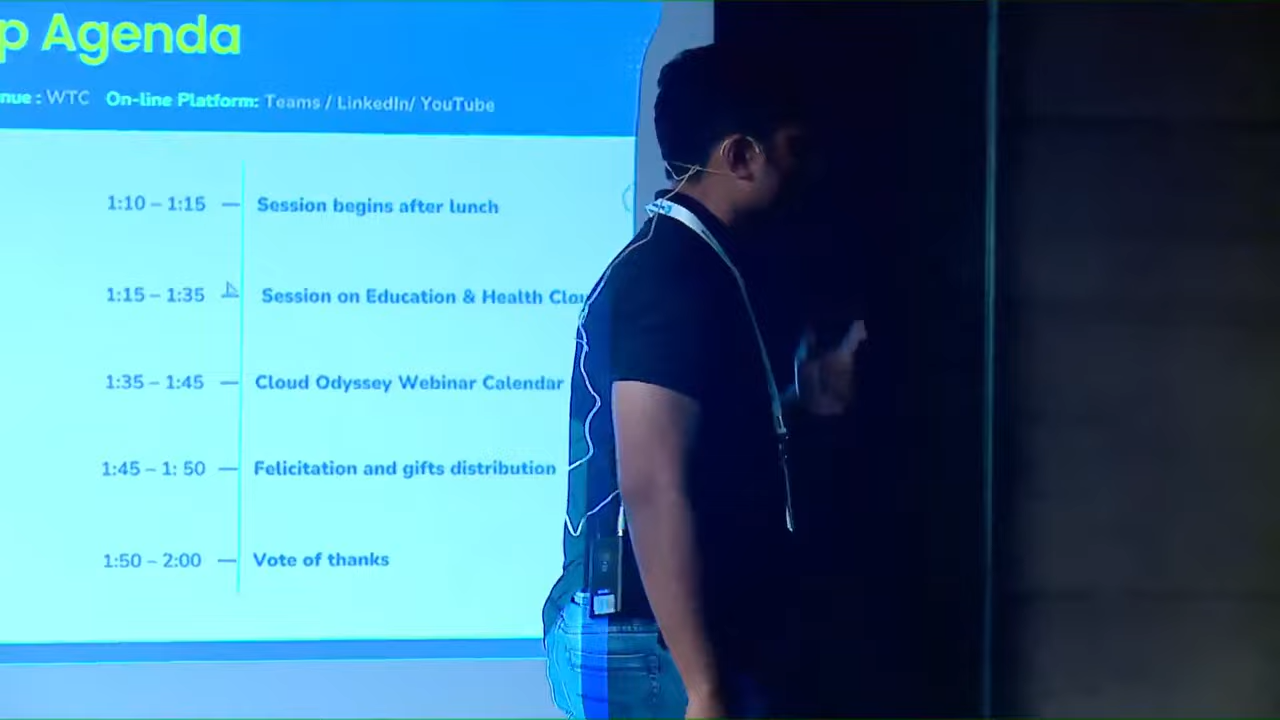 p Agenda
nue : WTC On-line Platform: Teams / LinkedIn/ YouTube
1:10 – 1:15 — Session begins after lunch
1:15 – 1:35 — Session on Education & Health Clou
1:35 – 1:45 — Cloud Odyssey Webinar Calendar
1:45 – 1: 50 — Felicitation and gifts distribution
1:50 – 2:00 — Vote of thanks